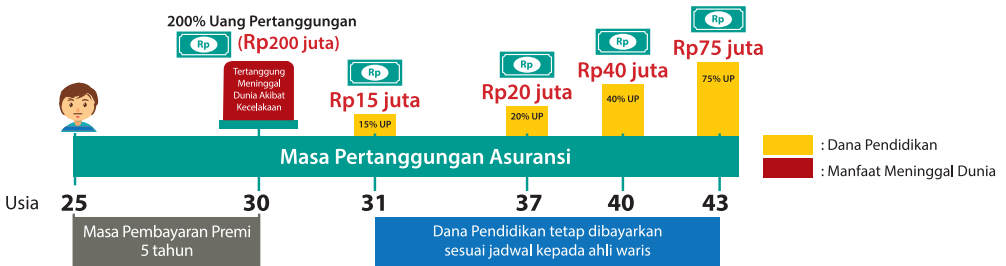 200% Uang Pertanggungan
Rp
(Rp200 juta)
Tertanggung
Meninggal
Dunia Akibat
Kecelakaan
Rp
Rp15 juta
15% UP
Rp
Rp20 juta
20% UP
Rp
Rp40 juta
40% UP
Rp
Rp75 juta
75% UP
Masa Pertanggungan Asuransi
: Dana Pendidikan
: Manfaat Meninggal Dunia
Usia 25 30 31 37 40 43
Masa Pembayaran Premi
5 tahun
Dana Pendidikan tetap dibayarkan
sesuai jadwal kepada ahli waris